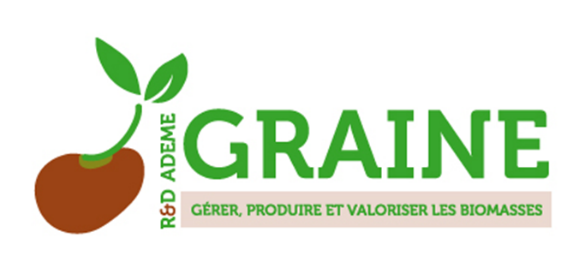 R&D ADEME
GRAINE
GÉRER, PRODUIRE ET VALORISER LES BIOMASSES